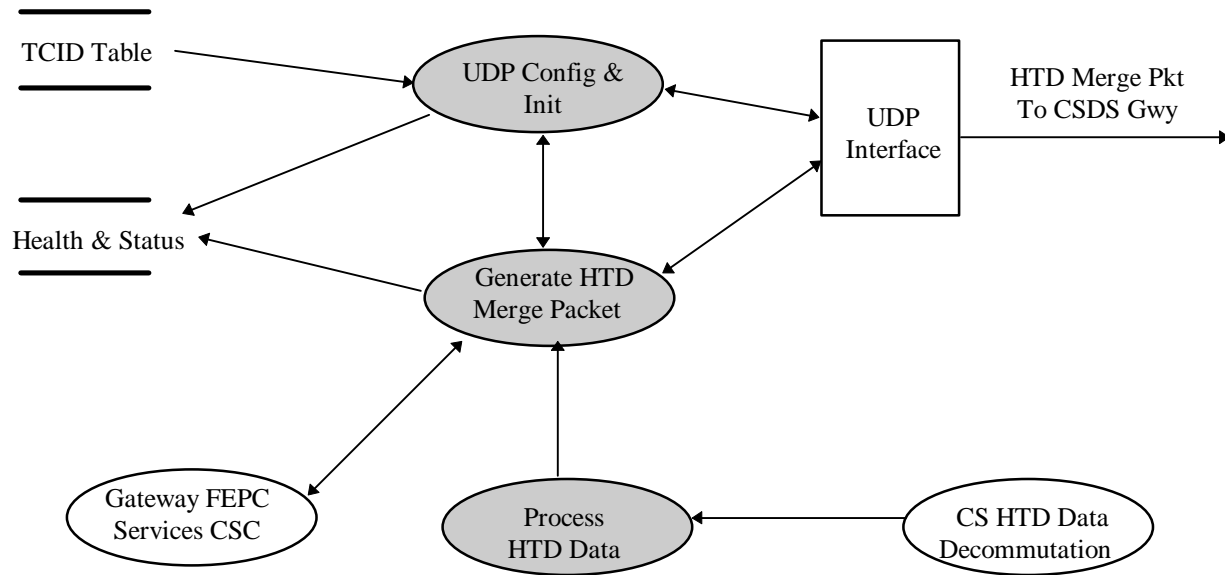 TCID Table
UDP Config &
Init
UDP
Interface
HTD Merge Pkt
To CSDS Gwy
Health & Status
Generate HTD
Merge Packet
Gateway FEPC
Services CSC
Process
HTD Data
CS HTD Data
Decommutation